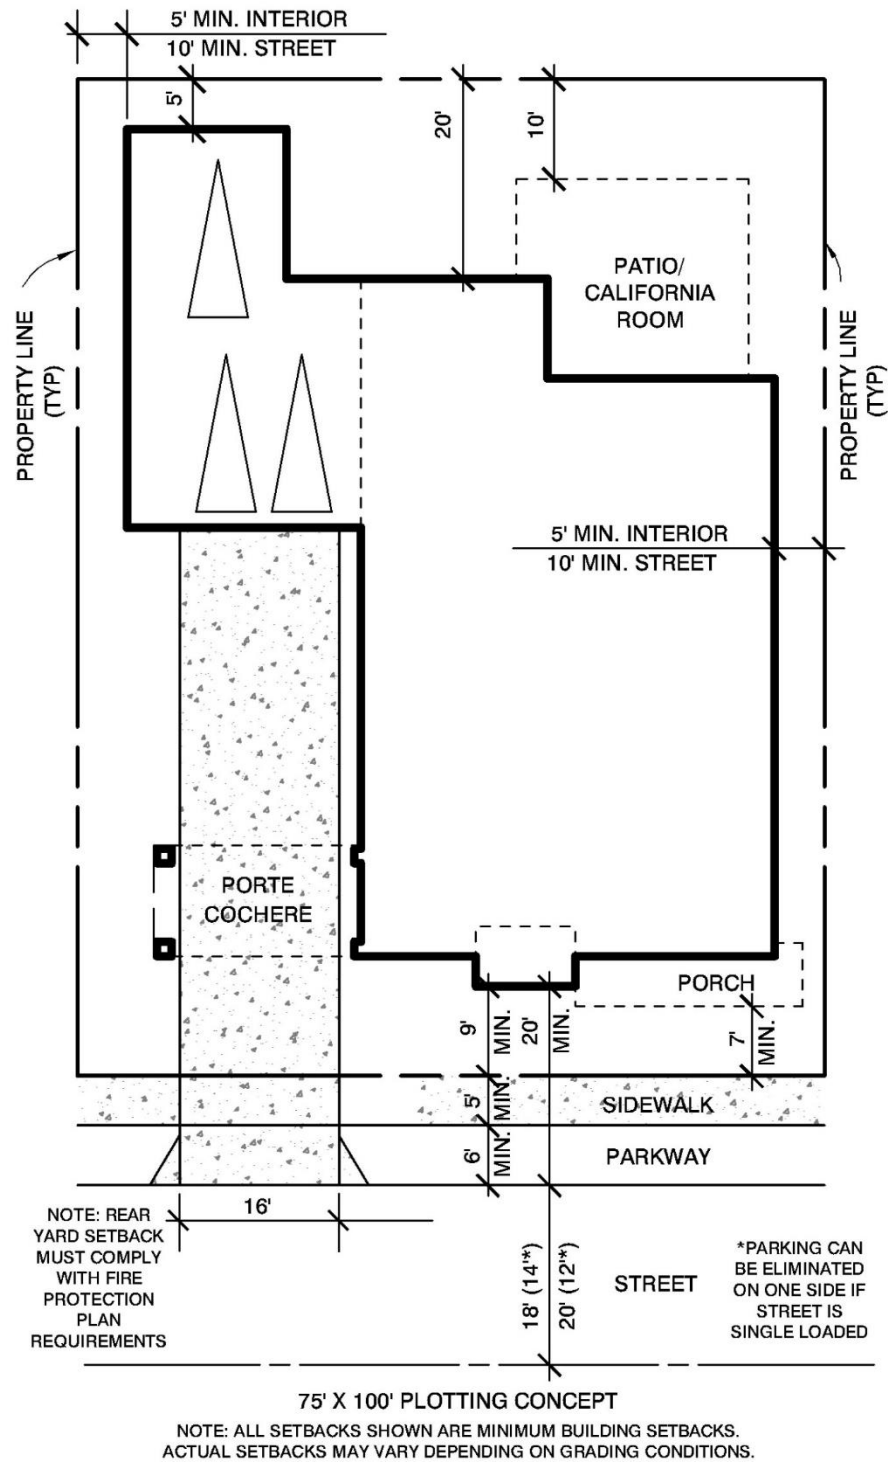 5' MIN. INTERIOR
10' MIN. STREET
5'
20'
10'
PATIO/
CALIFORNIA
ROOM
PROPERTY LINE
(TYP)
PROPERTY LINE
(TYP)
5' MIN. INTERIOR
10' MIN. STREET
PORTE
COCHERE
PORCH
9'
MIN.
20'
MIN.
7'
MIN.
5'
MIN.
SIDEWALK
6'
MIN.
PARKWAY
16'
NOTE: REAR
YARD SETBACK
MUST COMPLY
WITH FIRE
PROTECTION
PLAN
REQUIREMENTS
18' (14'*)
20' (12'*)
STREET
*PARKING CAN
BE ELIMINATED
ON ONE SIDE IF
STREET IS
SINGLE LOADED
75' X 100' PLOTTING CONCEPT
NOTE: ALL SETBACKS SHOWN ARE MINIMUM BUILDING SETBACKS.
ACTUAL SETBACKS MAY VARY DEPENDING ON GRADING CONDITIONS.